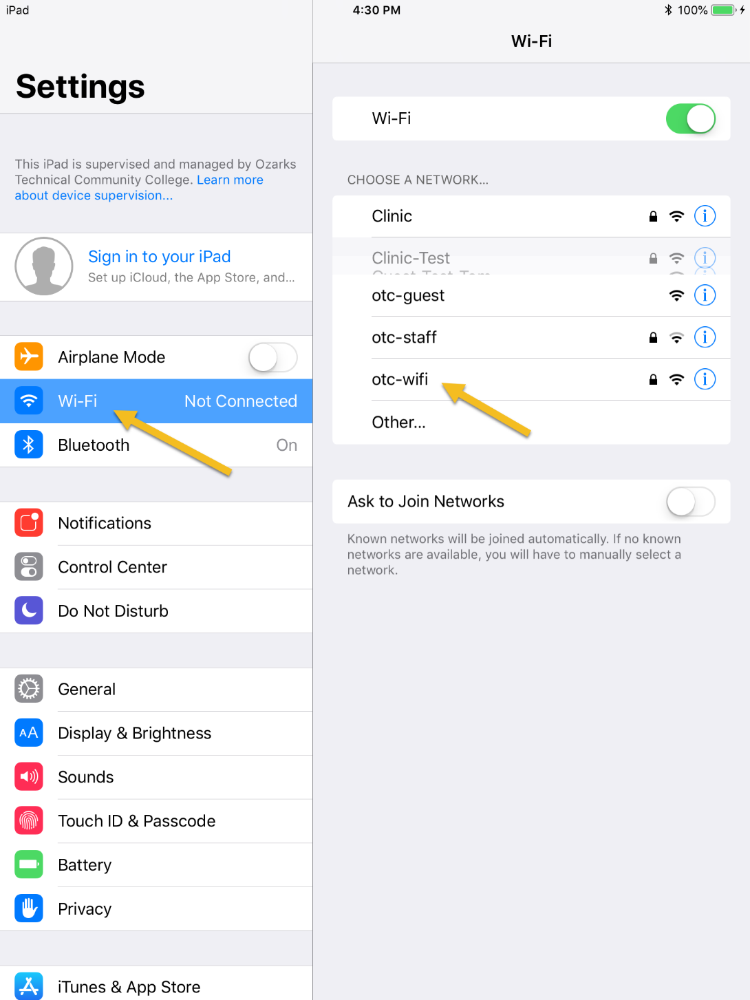 iPad
4:30 PM
100%
Settings
This iPad is supervised and managed by Ozarks
Technical Community College. Learn more
about device supervision...
Sign in to your iPad
Set up iCloud, the App Store, and...
Airplane Mode
Wi-Fi Not Connected
Bluetooth On
Notifications
Control Center
Do Not Disturb
General
AA Display & Brightness
Sounds
Touch ID & Passcode
Battery
Privacy
iTunes & App Store
Wi-Fi
Wi-Fi
CHOOSE A NETWORK...
Clinic
Clinic-Test
otc-guest
otc-staff
otc-wifi
Other...
Ask to Join Networks
Known networks will be joined automatically. If no known
networks are available, you will have to manually select a
network.